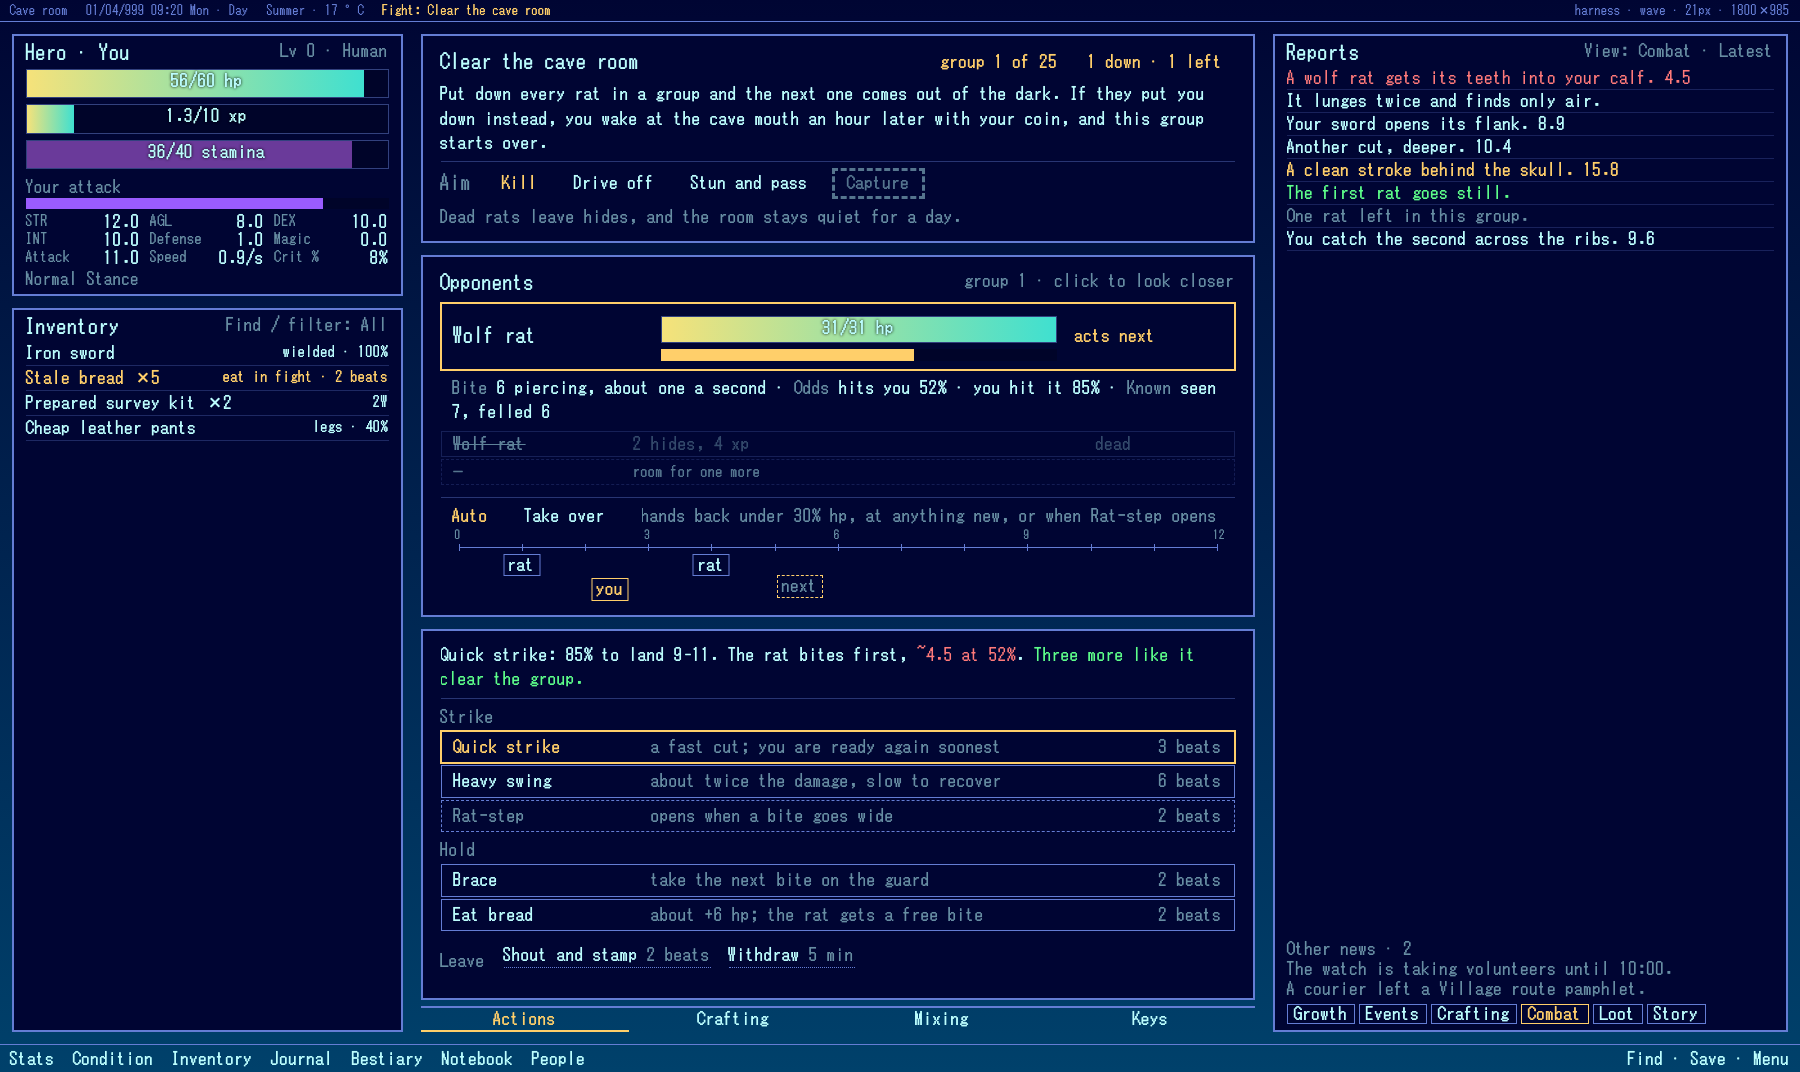 Cave room 01/04/999 09:20 Mon · Day Summer · 17 ° C Fight: Clear the cave room
harness · wave · 21px · 1800×985
Hero · You Lv 0 · Human
56/60 hp
1.3/10 xp
36/40 stamina
Your attack
STR 12.0 AGL 8.0 DEX 10.0
INT 10.0 Defense 1.0 Magic 0.0
Attack 11.0 Speed 0.9/s Crit % 8%
Normal Stance
Inventory Find / filter: All
Iron sword wielded · 100%
Stale bread ×5 eat in fight · 2 beats
Prepared survey kit ×2 2W
Cheap leather pants legs · 40%
Clear the cave room group 1 of 25 1 down · 1 left
Put down every rat in a group and the next one comes out of the dark. If they put you
down instead, you wake at the cave mouth an hour later with your coin, and this group
starts over.
Aim Kill Drive off Stun and pass Capture
Dead rats leave hides, and the room stays quiet for a day.
Opponents group 1 · click to look closer
Wolf rat 31/31 hp acts next
Bite 6 piercing, about one a second · Odds hits you 52% · you hit it 85% · Known seen
7, felled 6
Wolf rat 2 hides, 4 xp dead
— room for one more
Auto Take over hands back under 30% hp, at anything new, or when Rat-step opens
0 3 6 9 12
rat rat
you next
Quick strike: 85% to land 9-11. The rat bites first, ~4.5 at 52%. Three more like it
clear the group.
Strike
Quick strike a fast cut; you are ready again soonest 3 beats
Heavy swing about twice the damage, slow to recover 6 beats
Rat-step opens when a bite goes wide 2 beats
Hold
Brace take the next bite on the guard 2 beats
Eat bread about +6 hp; the rat gets a free bite 2 beats
Leave Shout and stamp 2 beats Withdraw 5 min
Actions Crafting Mixing Keys
Reports View: Combat · Latest
A wolf rat gets its teeth into your calf. 4.5
It lunges twice and finds only air.
Your sword opens its flank. 8.9
Another cut, deeper. 10.4
A clean stroke behind the skull. 15.8
The first rat goes still.
One rat left in this group.
You catch the second across the ribs. 9.6
Other news · 2
The watch is taking volunteers until 10:00.
A courier left a Village route pamphlet.
Growth Events Crafting Combat Loot Story
Stats Condition Inventory Journal Bestiary Notebook People
Find · Save · Menu